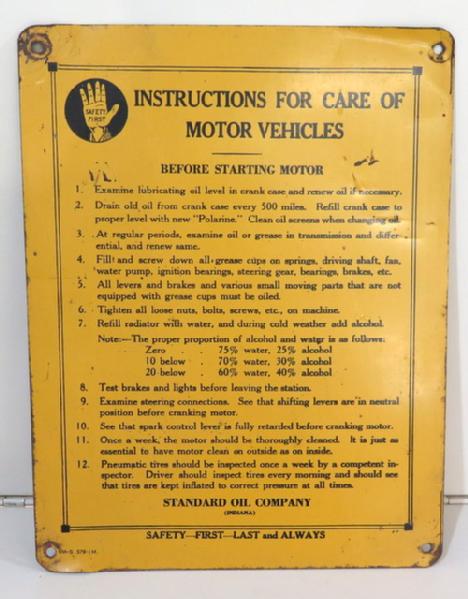 SAFETY
FIRST
INSTRUCTIONS FOR CARE OF
MOTOR VEHICLES
BEFORE STARTING MOTOR
1. Examine lubricating oil level in crank case and renew oil if necessary.
2. Drain old oil from crank case every 500 miles. Refill crank case to
proper level with new "Polarine." Clean oil screens when changing oil.
3. At regular periods, examine oil or grease in transmission and differ-
ential, and renew same.
4. Fill and screw down all grease cups on springs, driving shaft, fan,
water pump, ignition bearings, steering gear, bearings, brakes, etc.
5. All levers and brakes and various small moving parts that are not
equipped with grease cups must be oiled.
6. Tighten all loose nuts, bolts, screws, etc., on machine.
7. Refill radiator with water, and during cold weather add alcohol.
Note:—The proper proportion of alcohol and water is as follows:
Zero . 75% water, 25% alcohol
10 below . 70% water, 30% alcohol
20 below . 60% water, 40% alcohol
8. Test brakes and lights before leaving the station.
9. Examine steering connections. See that shifting levers are in neutral
position before cranking motor.
10. See that spark control lever is fully retarded before cranking motor.
11. Once a week, the motor should be thoroughly cleaned. It is just as
essential to have motor clean on outside as on inside.
12. Pneumatic tires should be inspected once a week by a competent in-
spector. Driver should inspect tires every morning and should see
that tires are kept inflated to correct pressure at all times.
STANDARD OIL COMPANY
(INDIANA)
SAFETY—FIRST—LAST and ALWAYS